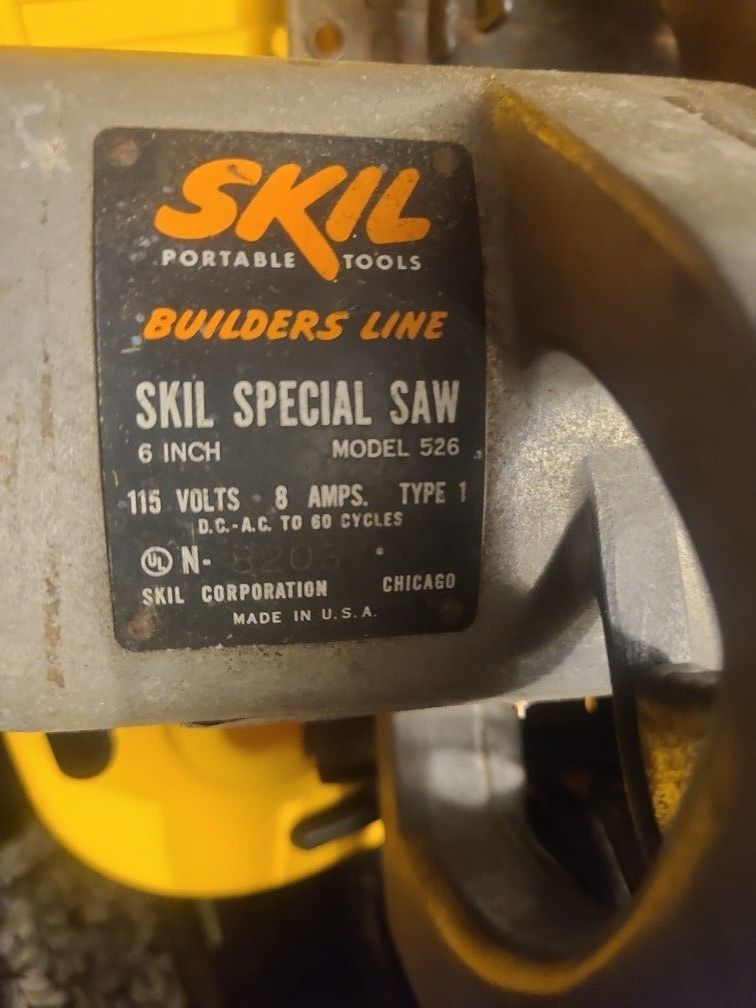 SKIL
PORTABLE TOOLS
BUILDERS LINE
SKIL SPECIAL SAW
6 INCH MODEL 526
115 VOLTS - 8 AMPS. TYPE 1
D.C.-A.C. TO 60 CYCLES
UL N-
SKIL CORPORATION CHICAGO
MADE IN U.S.A.